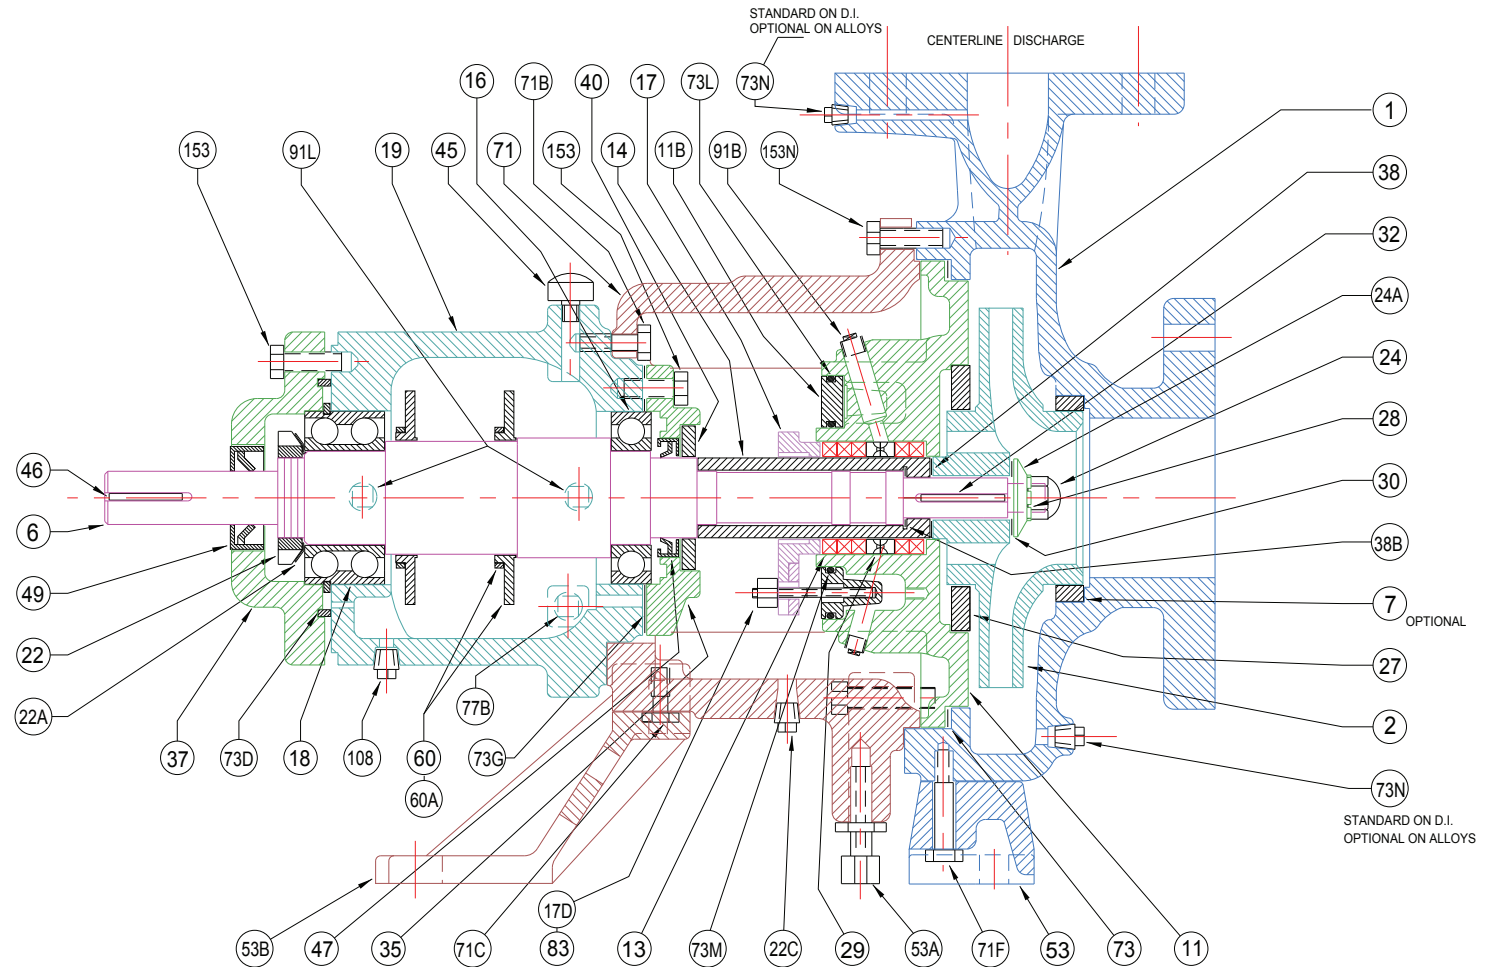 STANDARD ON D.I.
OPTIONAL ON ALLOYS
CENTERLINE DISCHARGE
16
71B
40
17
73L
73N
1
153
91L
19
45
71
153
14
11B
91B
153N
38
32
24A
24
28
46
30
6
38B
49
7
OPTIONAL
22
27
22A
2
37
73D
18
108
60
77B
73G
60A
73N
STANDARD ON D.I.
OPTIONAL ON ALLOYS
17D
53B
47
35
71C
83
13
73M
22C
29
53A
71F
53
73
11